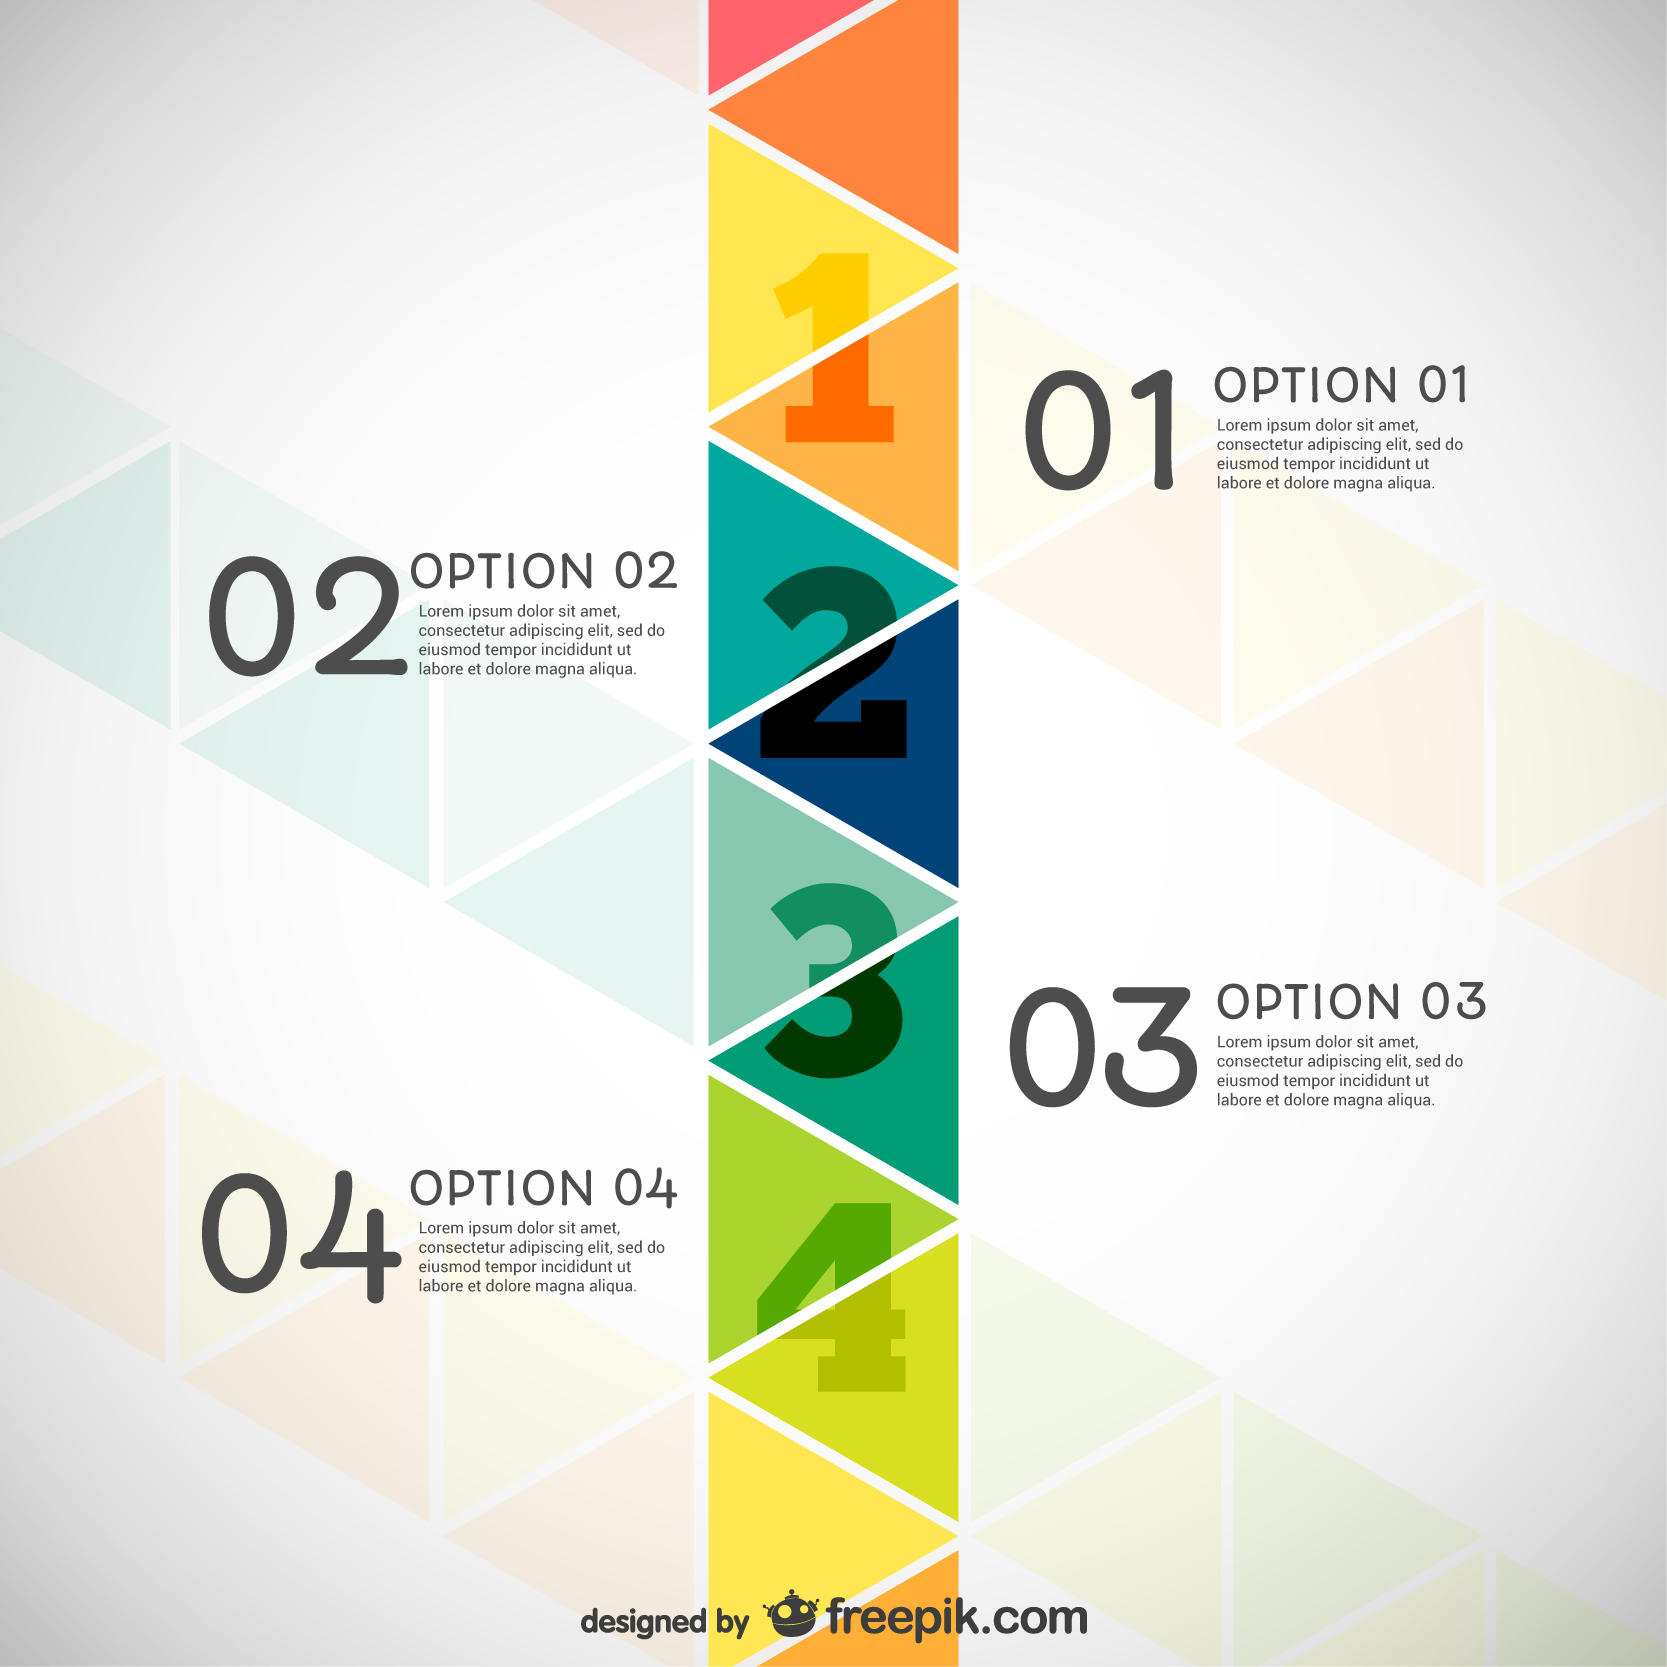 1
01
OPTION 01
Lorem ipsum dolor sit amet,
consectetur adipiscing elit, sed do
eiusmod tempor incididunt ut
labore et dolore magna aliqua.
2
02
OPTION 02
Lorem ipsum dolor sit amet,
consectetur adipiscing elit, sed do
eiusmod tempor incididunt ut
labore et dolore magna aliqua.
3
03
OPTION 03
Lorem ipsum dolor sit amet,
consectetur adipiscing elit, sed do
eiusmod tempor incididunt ut
labore et dolore magna aliqua.
4
04
OPTION 04
Lorem ipsum dolor sit amet,
consectetur adipiscing elit, sed do
eiusmod tempor incididunt ut
labore et dolore magna aliqua.
designed by freepik.com